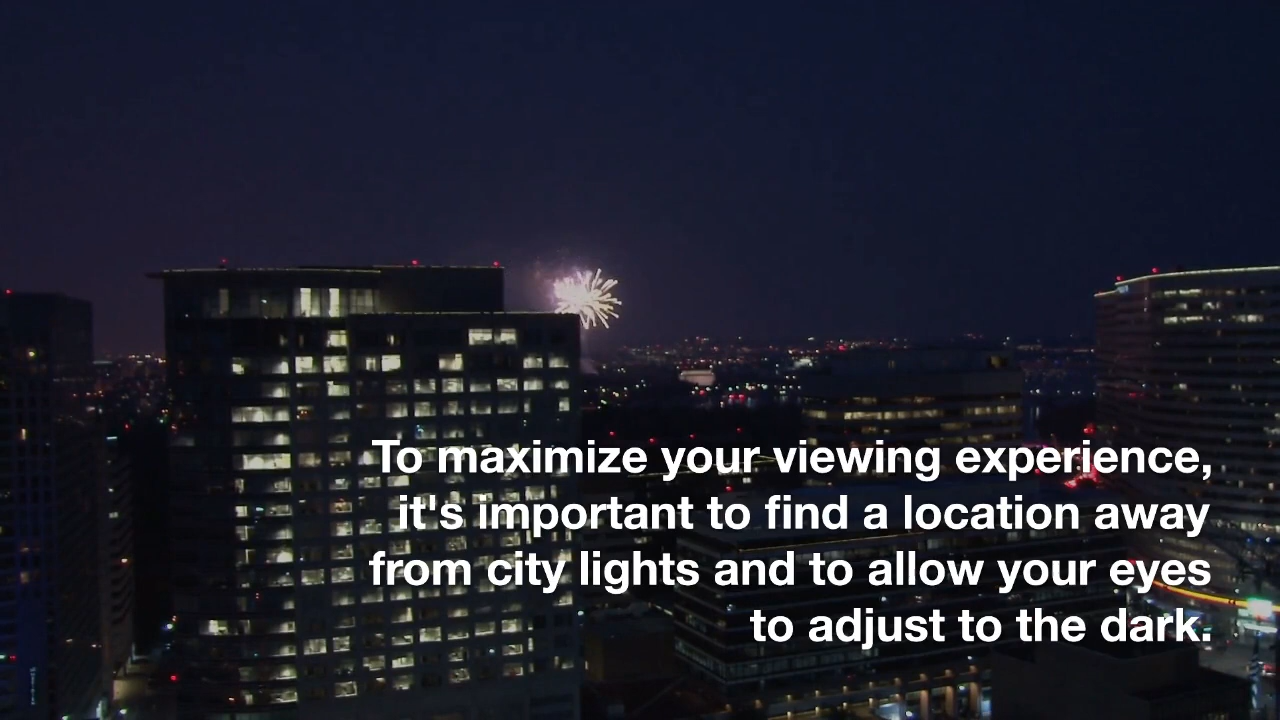 To maximize your viewing experience,
it's important to find a location away
from city lights and to allow your eyes
to adjust to the dark.